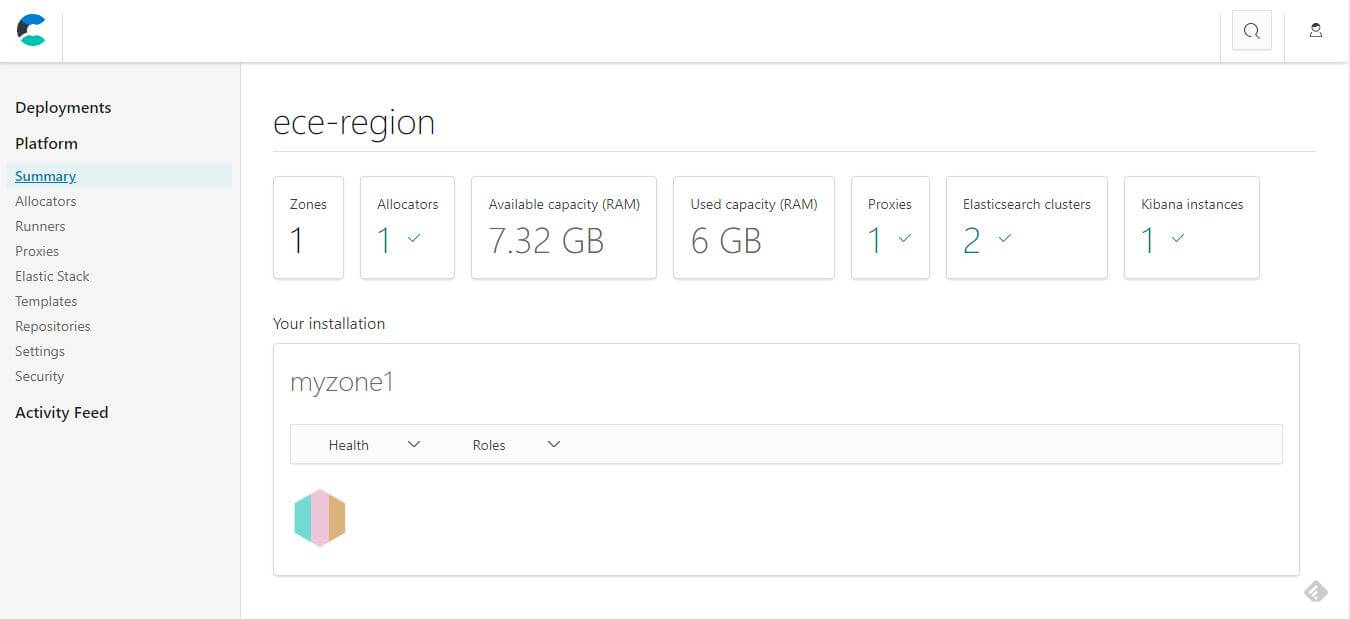 Deployments
Platform
Summary
Allocators
Runners
Proxies
Elastic Stack
Templates
Repositories
Settings
Security
Activity Feed
ece-region
Zones
1
Allocators
1
Available capacity (RAM)
7.32 GB
Used capacity (RAM)
6 GB
Proxies
1
Elasticsearch clusters
2
Kibana instances
1
Your installation
myzone1
Health
Roles